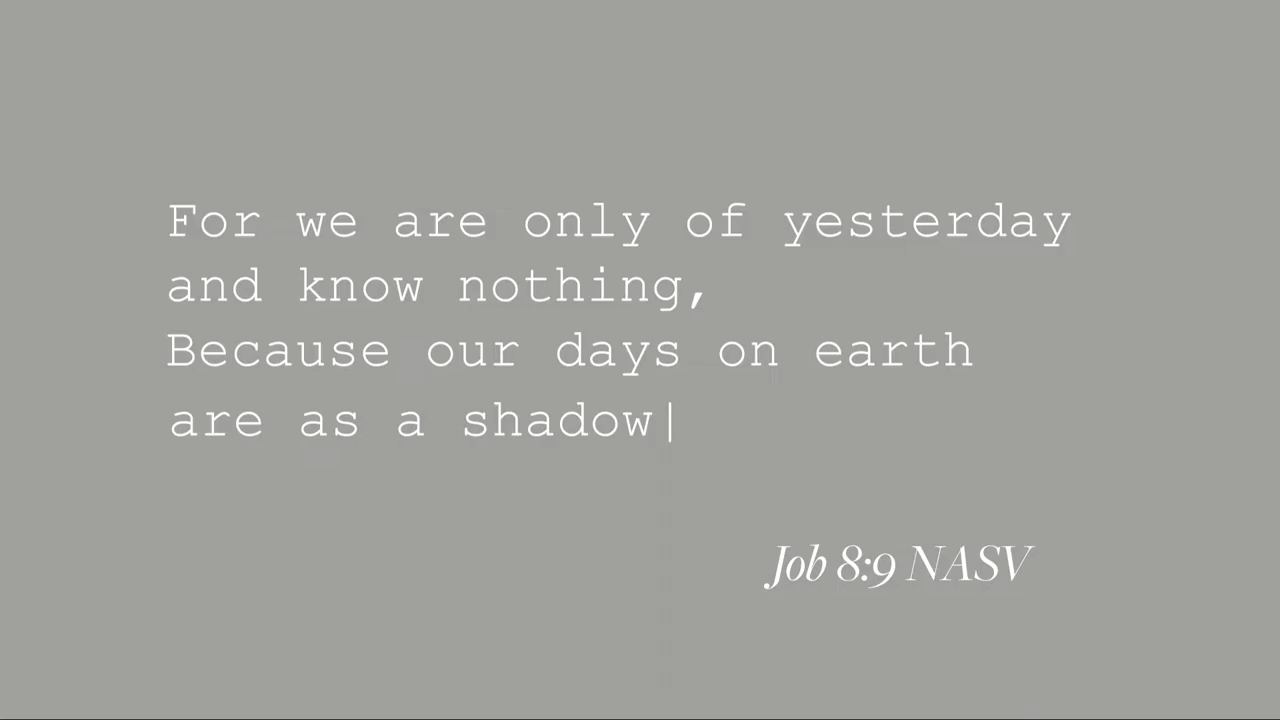 For we are only of yesterday
and know nothing,
Because our days on earth
are as a shadow|
Job 8:9 NASV